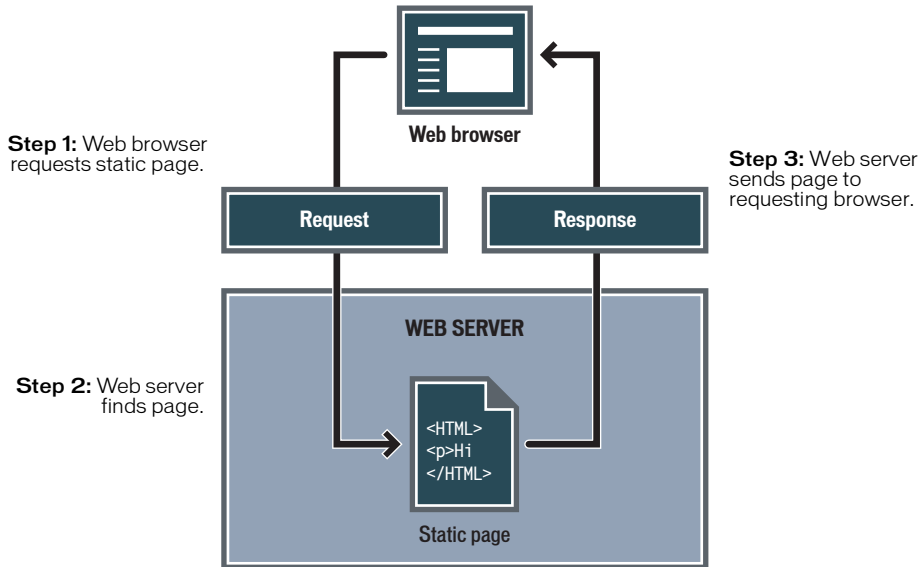 Web browser
Step 1: Web browser
requests static page.
Step 3: Web server
sends page to
requesting browser.
Request
Response
WEB SERVER
Step 2: Web server
finds page.
<HTML>
<p>Hi
</HTML>
Static page